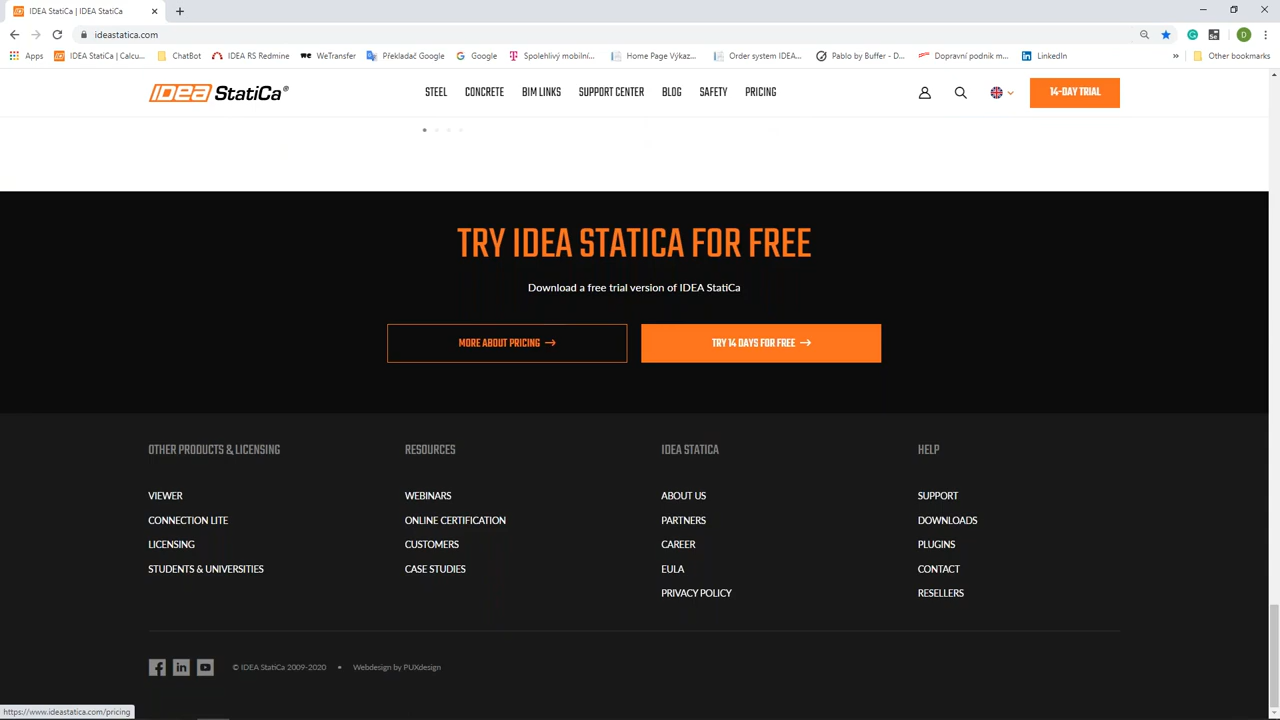 IDEA StatiCa | IDEA StatiCa
ideastatica.com
D
Apps
IDEA StatiCa | Calcu...
ChatBot
IDEA RS Redmine
WeTransfer
Překladač Google
Google
Spolehlivý mobilní...
Home Page Výkaz...
Order system IDEA...
Pablo by Buffer - D...
Dopravní podnik m...
LinkedIn
»
Other bookmarks
IDEA StatiCa®
STEEL
CONCRETE
BIM LINKS
SUPPORT CENTER
BLOG
SAFETY
PRICING
14-DAY TRIAL
TRY IDEA STATICA FOR FREE
Download a free trial version of IDEA StatiCa
MORE ABOUT PRICING →
TRY 14 DAYS FOR FREE →
OTHER PRODUCTS & LICENSING
VIEWER
CONNECTION LITE
LICENSING
STUDENTS & UNIVERSITIES
RESOURCES
WEBINARS
ONLINE CERTIFICATION
CUSTOMERS
CASE STUDIES
IDEA STATICA
ABOUT US
PARTNERS
CAREER
EULA
PRIVACY POLICY
HELP
SUPPORT
DOWNLOADS
PLUGINS
CONTACT
RESELLERS
© IDEA StatiCa 2009-2020 • Webdesign by PUXdesign
https://www.ideastatica.com/pricing